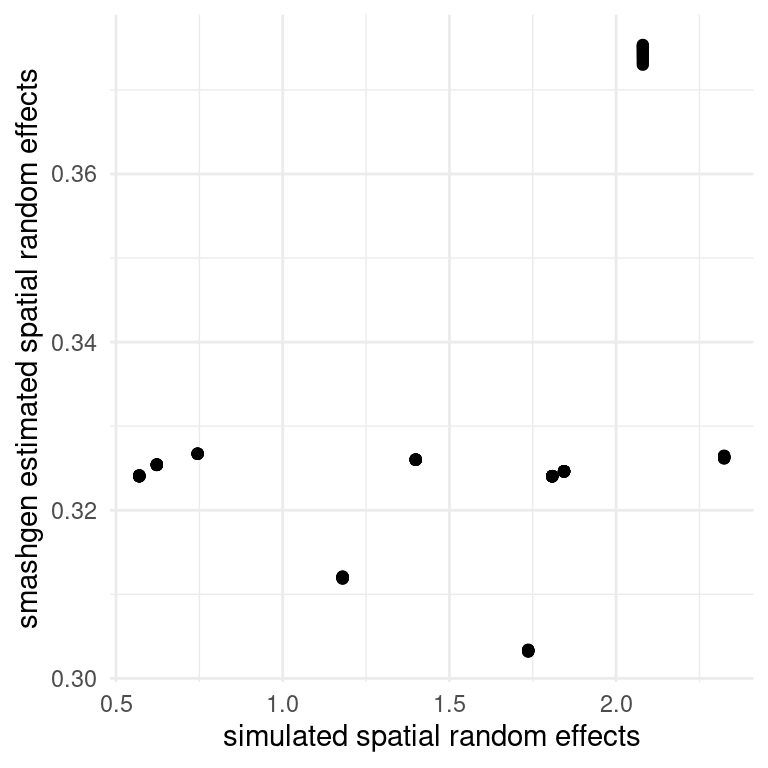 smashgen estimated spatial random effects
0.36
0.34
0.32
0.30
0.5 1.0 1.5 2.0
simulated spatial random effects